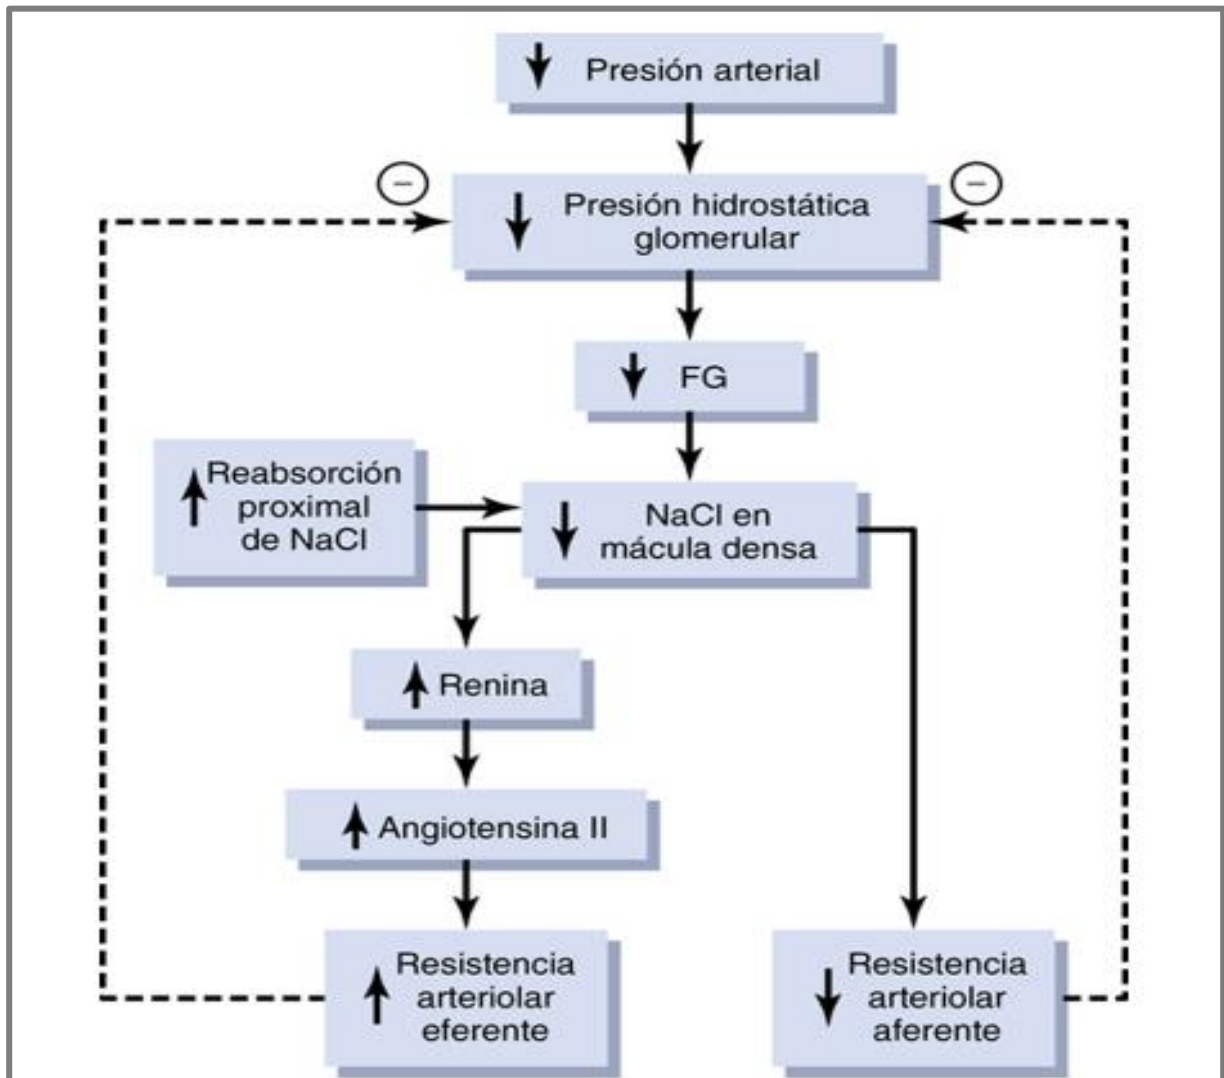 Presión arterial
Presión hidrostática
glomerular
FG
Reabsorción
proximal
de NaCl
NaCl en
mácula densa
Renina
Angiotensina II
Resistencia
arteriolar
eferente
Resistencia
arteriolar
aferente